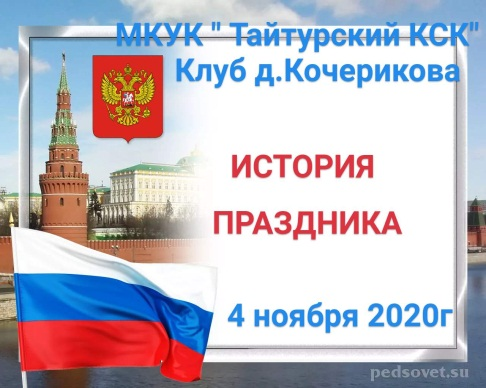 МКУК " Тайтурский КСК"
Клуб д.Кочерикова
ИСТОРИЯ
ПРАЗДНИКА
4 ноября 2020г
pedsovet.su